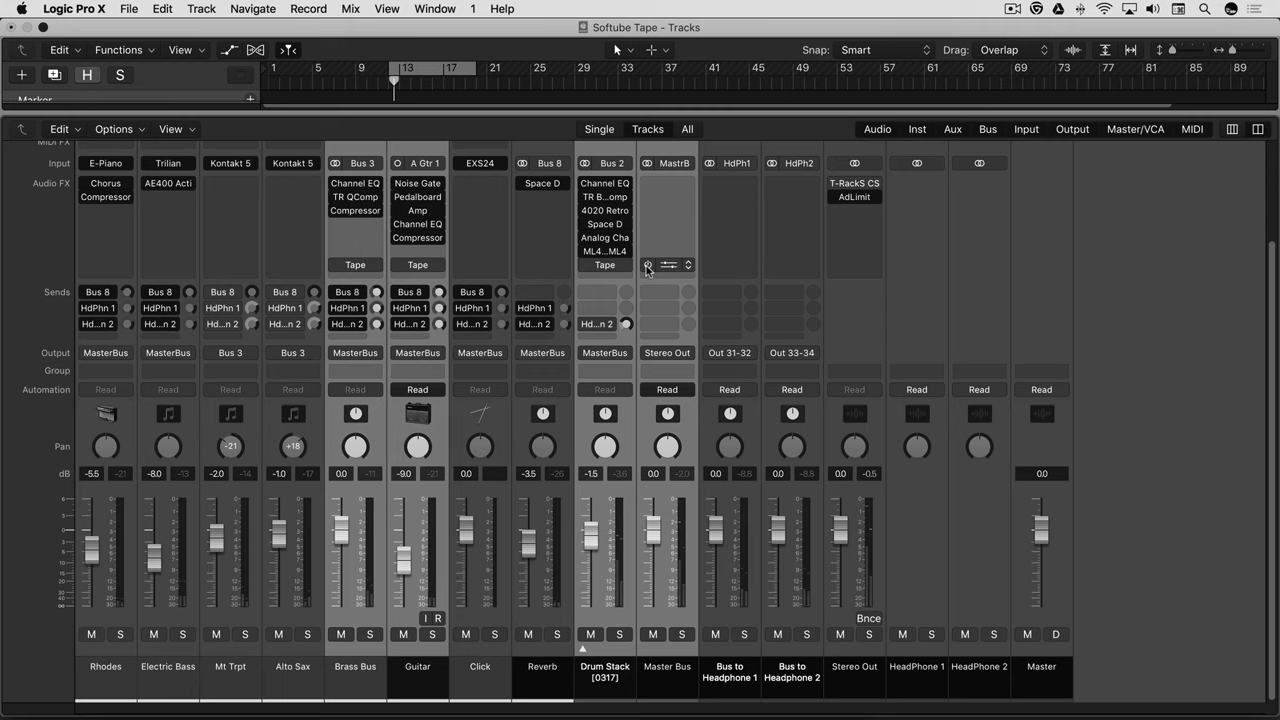 Logic Pro X File Edit Track Navigate Record Mix View Window 1 Help
Softube Tape - Tracks
Edit Functions View Snap: Smart Drag: Overlap
H S 1 5 9 13 17 21 25 29 33 37 41 45 49 53 57 61 65 69 73 77 81 85 89
Marker
Edit Options View Single Tracks All Audio Inst Aux Bus Input Output Master/VCA MIDI
MIDI FX
Input E-Piano Trilian Kontakt 5 Kontakt 5 Bus 3 A Gtr 1 EXS24 Bus 8 Bus 2 MastrB HdPh1 HdPh2
Audio FX Chorus AE400 Acti Channel EQ Noise Gate Space D Channel EQ T-RackS CS
Compressor TR QComp Pedalboard TR B...omp AdLimit
Compressor Amp 4020 Retro
Channel EQ Space D
Compressor Analog Cha
ML4...ML4
Tape Tape Tape
Sends Bus 8 Bus 8 Bus 8 Bus 8 Bus 8 Bus 8 Bus 8
HdPhn 1 HdPhn 1 HdPhn 1 HdPhn 1 HdPhn 1 HdPhn 1 HdPhn 1 HdPhn 1
Hd...n 2 Hd...n 2 Hd...n 2 Hd...n 2 Hd...n 2 Hd...n 2 Hd...n 2 Hd...n 2 Hd...n 2
Output MasterBus MasterBus Bus 3 Bus 3 MasterBus MasterBus MasterBus MasterBus MasterBus Stereo Out Out 31-32 Out 33-34
Group
Automation Read Read Read Read Read Read Read Read Read Read Read Read Read Read Read Read
Pan -21 +18
dB -5.5 -21 -8.0 -13 -2.0 -14 -1.0 -17 0.0 -11 -9.0 -21 0.0 -3.5 -26 -1.5 -3.6 0.0 -2.0 0.0 -8.8 0.0 -8.8 0.0 -0.5 0.0
I R Bnce
M S M S M S M S M S M S M S M S M S M S M S M S M S M S M S M D
Rhodes Electric Bass Mt Trpt Alto Sax Brass Bus Guitar Click Reverb Drum Stack Master Bus Bus to Bus to Stereo Out HeadPhone 1 HeadPhone 2 Master
[0317] Headphone 1 Headphone 2